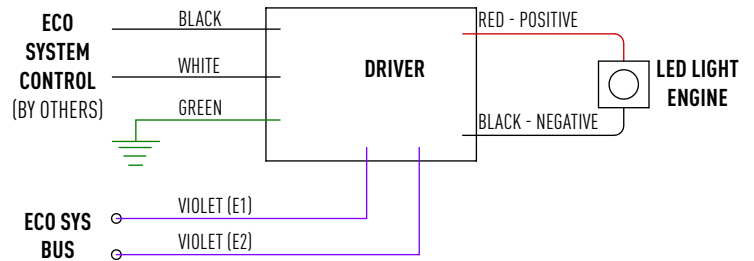 ECO
SYSTEM
CONTROL
(BY OTHERS)
BLACK
WHITE
GREEN
DRIVER
RED - POSITIVE
BLACK - NEGATIVE
LED LIGHT
ENGINE
ECO SYS
BUS
VIOLET (E1)
VIOLET (E2)